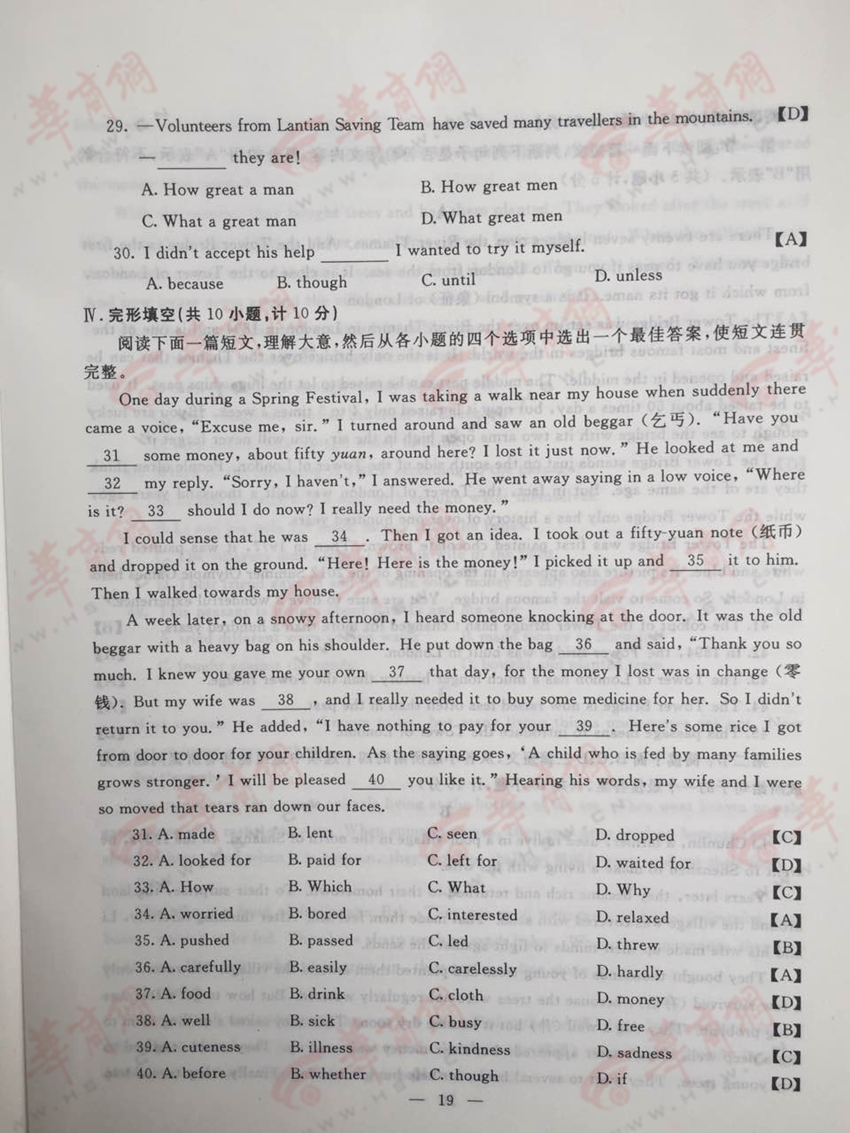 29. —Volunteers from Lantian Saving Team have saved many travellers in the mountains. 【D】
—________ they are!
A. How great a man B. How great men
C. What a great man D. What great men
30. I didn't accept his help ________ I wanted to try it myself. 【A】
A. because B. though C. until D. unless
Ⅳ. 完形填空(共 10 小题,计 10 分)
阅读下面一篇短文,理解大意,然后从各小题的四个选项中选出一个最佳答案,使短文连贯
完整。
One day during a Spring Festival, I was taking a walk near my house when suddenly there
came a voice, “Excuse me, sir.” I turned around and saw an old beggar (乞丐). “Have you
31 some money, about fifty yuan, around here? I lost it just now.” He looked at me and
32 my reply. “Sorry, I haven't,” I answered. He went away saying in a low voice, “Where
is it? 33 should I do now? I really need the money.”
I could sense that he was 34 . Then I got an idea. I took out a fifty-yuan note (纸币)
and dropped it on the ground. “Here! Here is the money!” I picked it up and 35 it to him.
Then I walked towards my house.
A week later, on a snowy afternoon, I heard someone knocking at the door. It was the old
beggar with a heavy bag on his shoulder. He put down the bag 36 and said, “Thank you so
much. I knew you gave me your own 37 that day, for the money I lost was in change (零
钱). But my wife was 38 , and I really needed it to buy some medicine for her. So I didn't
return it to you.” He added, “I have nothing to pay for your 39 . Here's some rice I got
from door to door for your children. As the saying goes, ‘A child who is fed by many families
grows stronger.’ I will be pleased 40 you like it.” Hearing his words, my wife and I were
so moved that tears ran down our faces.
31. A. made B. lent C. seen D. dropped 【C】
32. A. looked for B. paid for C. left for D. waited for 【D】
33. A. How B. Which C. What D. Why 【C】
34. A. worried B. bored C. interested D. relaxed 【A】
35. A. pushed B. passed C. led D. threw 【B】
36. A. carefully B. easily C. carelessly D. hardly 【A】
37. A. food B. drink C. cloth D. money 【D】
38. A. well B. sick C. busy D. free 【B】
39. A. cuteness B. illness C. kindness D. sadness 【C】
40. A. before B. whether C. though D. if 【D】
— 19 —